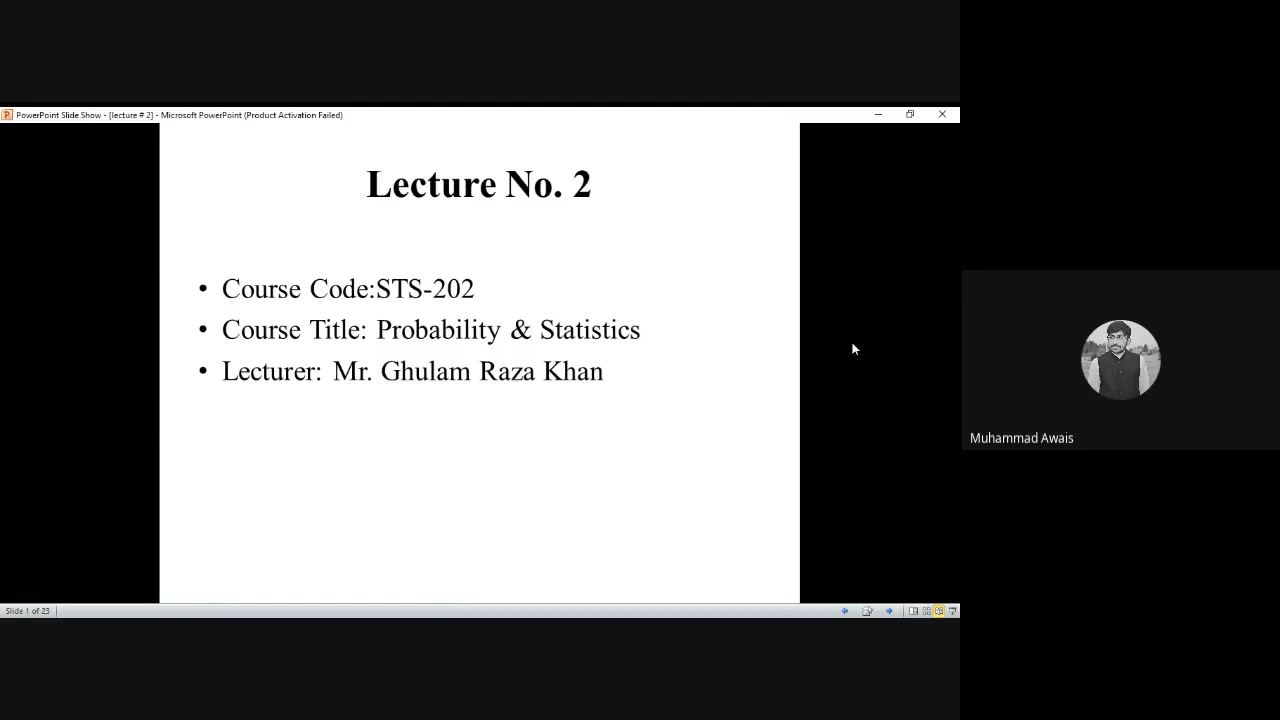 PowerPoint Slide Show - [lecture # 2] - Microsoft PowerPoint (Product Activation Failed)
Lecture No. 2
• Course Code:STS-202
• Course Title: Probability & Statistics
• Lecturer: Mr. Ghulam Raza Khan
Muhammad Awais
Slide 1 of 23